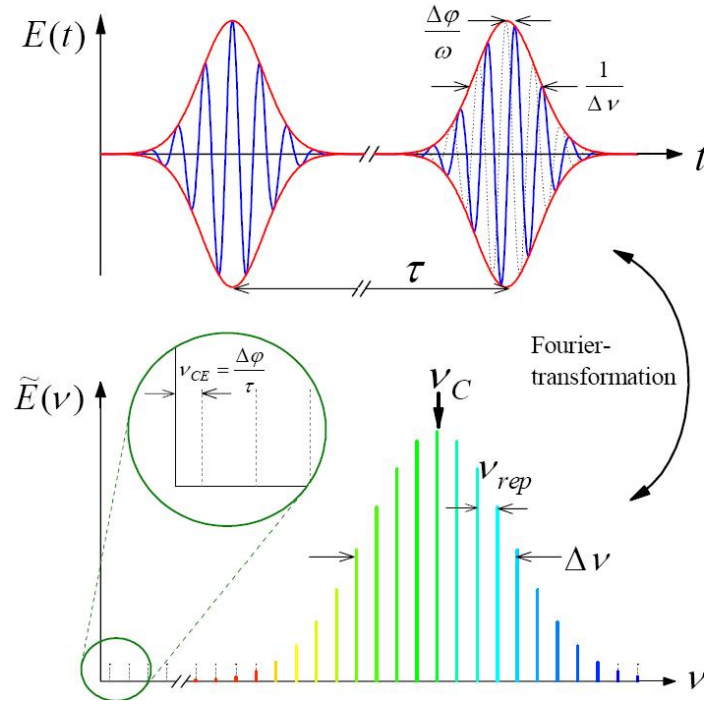 E(t)
Δφ/ω
1/Δν
t
τ
Fourier-
transformation
Ẽ(ν)
ν_CE = Δφ/τ
ν_C
ν_rep
Δν
ν